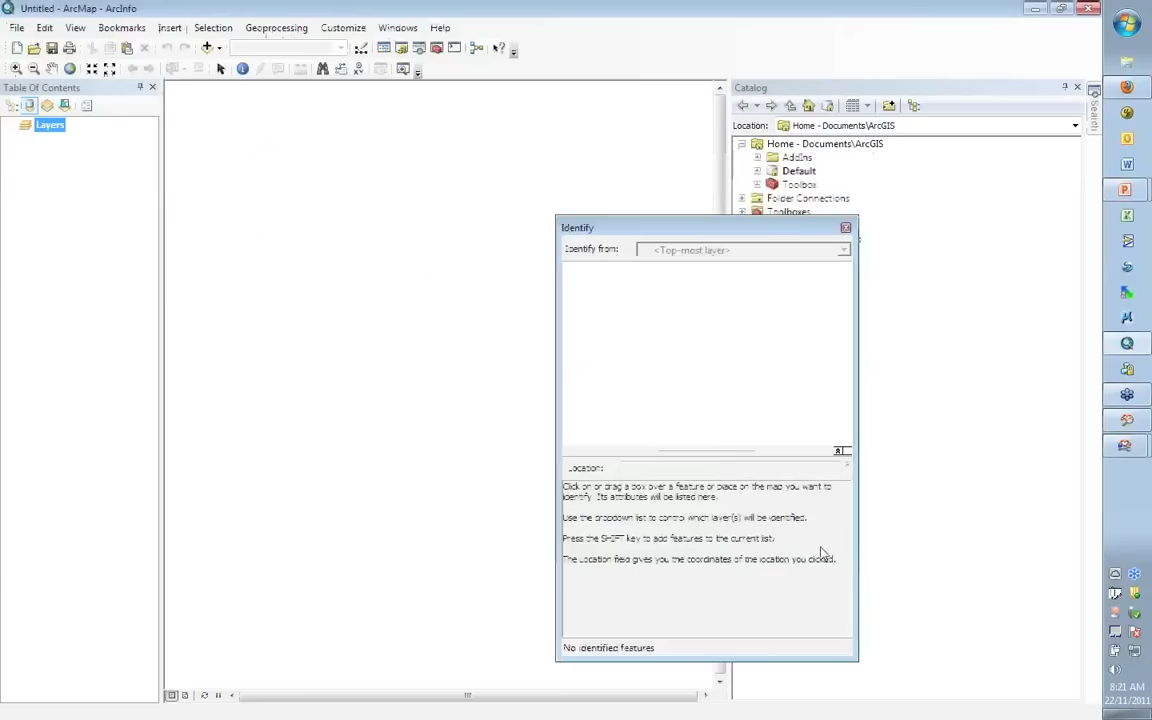 Untitled - ArcMap - ArcInfo
File Edit View Bookmarks Insert Selection Geoprocessing Customize Windows Help
Table Of Contents
Layers
Catalog
Location: Home - Documents\ArcGIS
Home - Documents\ArcGIS
AddIns
Default
Toolbox
Folder Connections
Toolboxes
Search
Identify
Identify from: <Top-most layer>
Location:
Click on or drag a box over a feature or place on the map you want to
identify. Its attributes will be listed here.
Use the dropdown list to control which layer(s) will be identified.
Press the SHIFT key to add features to the current list.
The Location field gives you the coordinates of the location you clicked.
No identified features
8:21 AM
22/11/2011